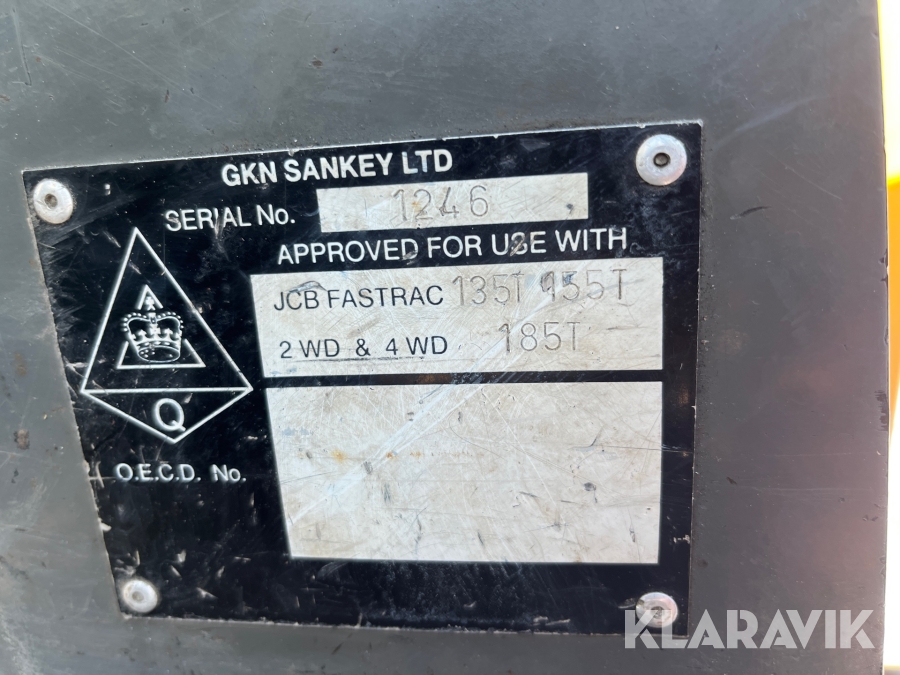 GKN SANKEY LTD
SERIAL No. 1246
APPROVED FOR USE WITH
JCB FASTRAC 135T 155T
2 WD & 4 WD 185T
Q
O.E.C.D. No.
KLARAVIK